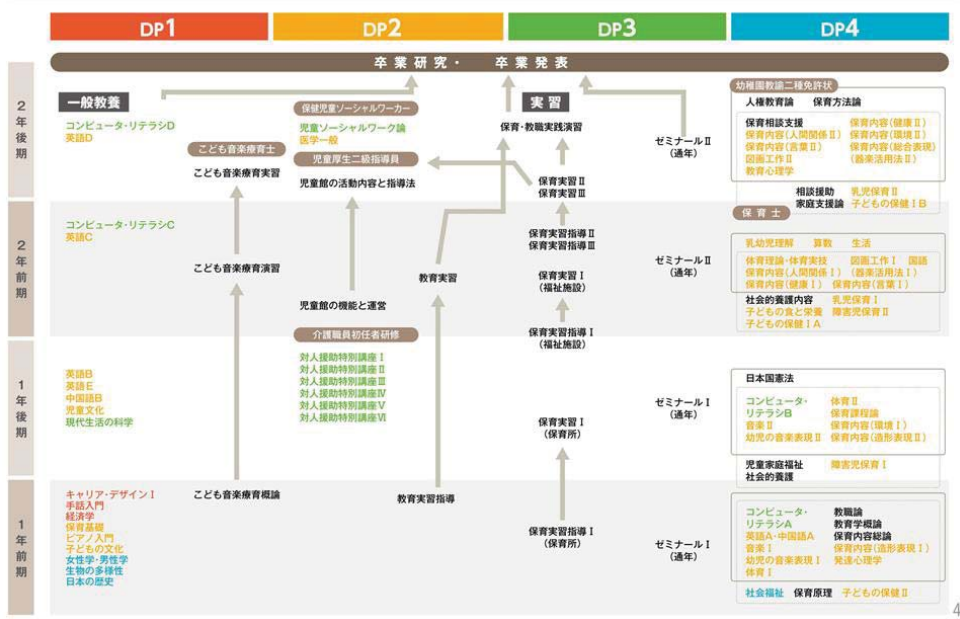 DP1
DP2
DP3
DP4
卒業研究・　卒業発表
2年後期
一般教養
コンピュータ・リテラシD
英語D
こども音楽療育士
こども音楽療育実習
保健児童ソーシャルワーカー
児童ソーシャルワーク論
医学一般
児童厚生二級指導員
児童館の活動内容と指導法
実習
保育・教職実践演習
保育実習Ⅱ
保育実習Ⅲ
ゼミナールⅡ
(通年)
幼稚園教諭二種免許状
人権教育論　保育方法論
保育相談支援　保育内容(健康Ⅱ)
保育内容(人間関係Ⅱ)　保育内容(環境Ⅱ)
保育内容(言葉Ⅱ)　保育内容(総合表現)
図画工作Ⅱ　(器楽活用法Ⅱ)
教育心理学
相談援助　乳児保育Ⅱ
家庭支援論　子どもの保健ⅠB
2年前期
コンピュータ・リテラシC
英語C
こども音楽療育演習
児童館の機能と運営
介護職員初任者研修
教育実習
保育実習指導Ⅱ
保育実習指導Ⅲ
保育実習Ⅰ
(福祉施設)
保育実習指導Ⅰ
(福祉施設)
ゼミナールⅡ
(通年)
保育士
乳幼児理解　算数　生活
体育理論・体育実技　図画工作Ⅰ　国語
保育内容(人間関係Ⅰ)　(器楽活用法Ⅰ)
保育内容(健康Ⅰ)　保育内容(言葉Ⅰ)
社会的養護内容　乳児保育Ⅰ
子どもの食と栄養　障害児保育Ⅱ
子どもの保健ⅠA
1年後期
英語B
英語E
中国語B
児童文化
現代生活の科学
対人援助特別講座Ⅰ
対人援助特別講座Ⅱ
対人援助特別講座Ⅲ
対人援助特別講座Ⅳ
対人援助特別講座Ⅴ
対人援助特別講座Ⅵ
保育実習Ⅰ
(保育所)
ゼミナールⅠ
(通年)
日本国憲法
コンピュータ・　体育Ⅱ
リテラシB　保育課程論
音楽Ⅱ　保育内容(環境Ⅰ)
幼児の音楽表現Ⅱ　保育内容(造形表現Ⅱ)
児童家庭福祉　障害児保育Ⅰ
社会的養護
1年前期
キャリア・デザインⅠ
手話入門
経済学
保育基礎
ピアノ入門
子どもの文化
女性学・男性学
生物の多様性
日本の歴史
こども音楽療育概論
教育実習指導
保育実習指導Ⅰ
(保育所)
ゼミナールⅠ
(通年)
コンピュータ・　教職論
リテラシA　教育学概論
英語A・中国語A　保育内容総論
音楽Ⅰ　保育内容(造形表現Ⅰ)
幼児の音楽表現Ⅰ　発達心理学
体育Ⅰ
社会福祉　保育原理　子どもの保健Ⅱ
4